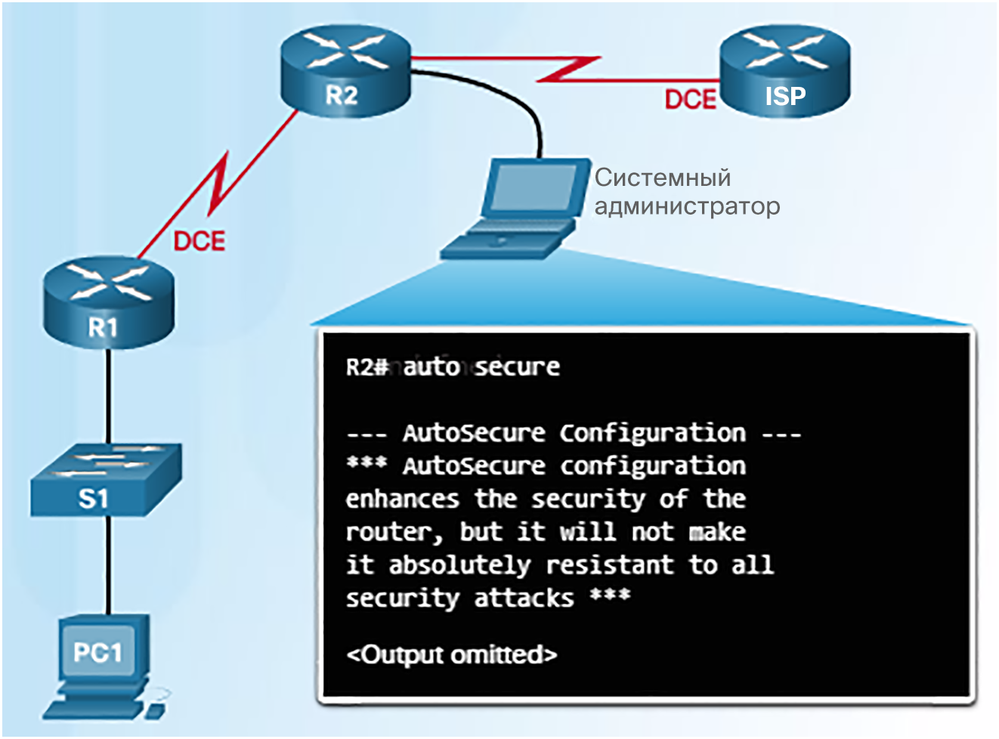 R2
DCE
ISP
Системный
администратор
DCE
R1
S1
PC1
R2# auto secure
--- AutoSecure Configuration ---
*** AutoSecure configuration
enhances the security of the
router, but it will not make
it absolutely resistant to all
security attacks ***
<Output omitted>